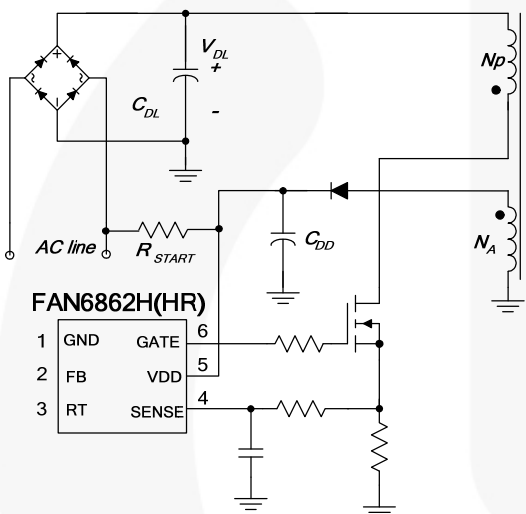 V_DL
+
C_DL
-
Np
+
~ ~
-
AC line
R_START
C_DD
N_A
FAN6862H(HR)
1 GND GATE 6
2 FB VDD 5
3 RT SENSE 4